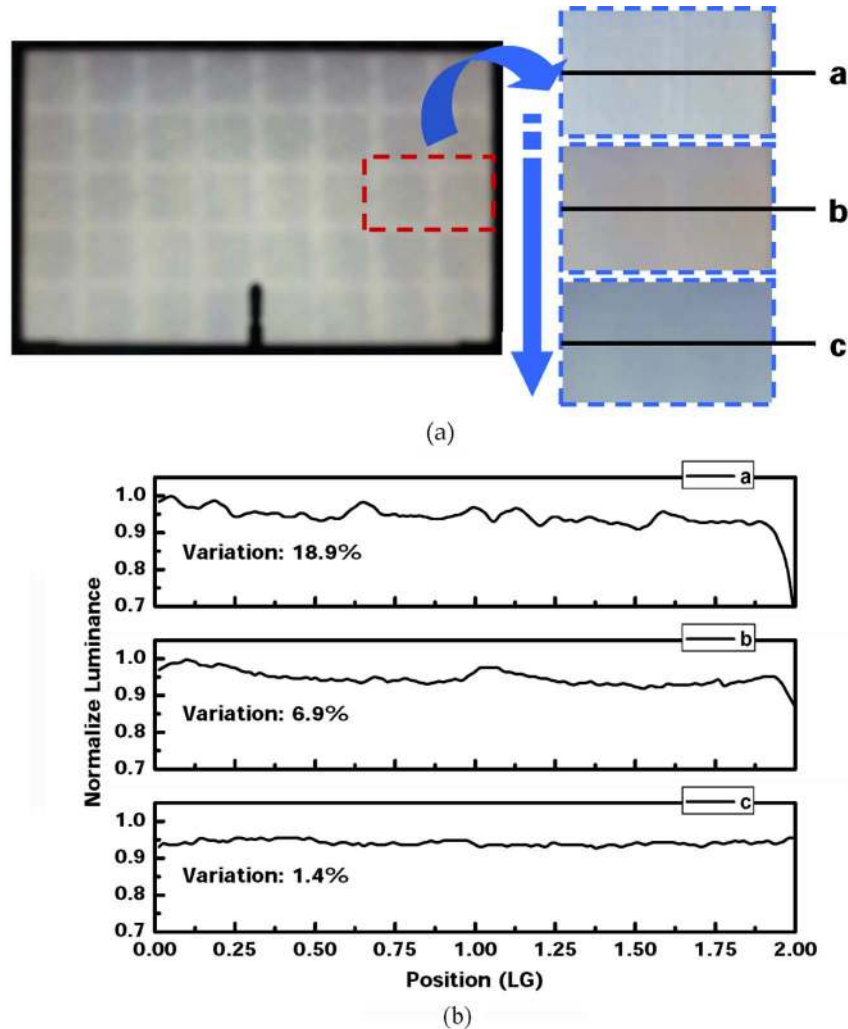 a
b
c
(a)
a
1.0
0.9
0.8
0.7
Variation: 18.9%
b
1.0
0.9
0.8
0.7
Variation: 6.9%
c
1.0
0.9
0.8
0.7
Variation: 1.4%
Normalize Luminance
0.00 0.25 0.50 0.75 1.00 1.25 1.50 1.75 2.00
Position (LG)
(b)